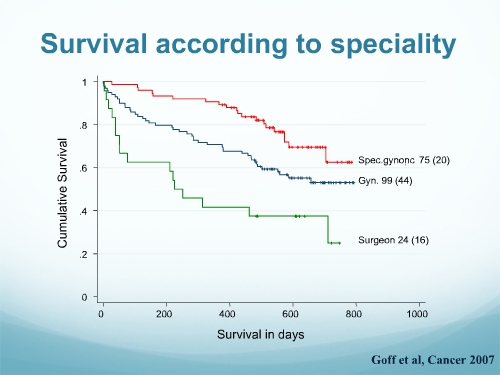 Survival according to speciality
1
.8
.6
.4
.2
0
Cumulative Survival
Spec.gynonc 75 (20)
Gyn. 99 (44)
Surgeon 24 (16)
0 200 400 600 800 1000
Survival in days
Goff et al, Cancer 2007